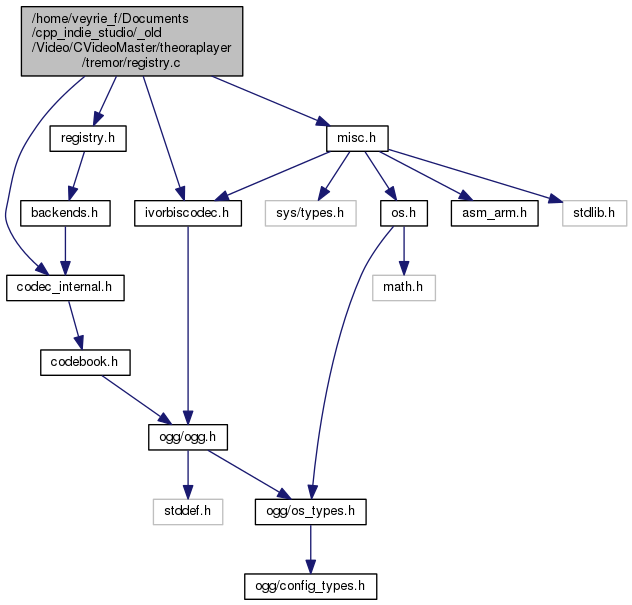 /home/veyrie_f/Documents
/cpp_indie_studio/_old
/Video/CVideoMaster/theoraplayer
/tremor/registry.c
registry.h
misc.h
backends.h
ivorbiscodec.h
sys/types.h
os.h
asm_arm.h
stdlib.h
codec_internal.h
math.h
codebook.h
ogg/ogg.h
stddef.h
ogg/os_types.h
ogg/config_types.h